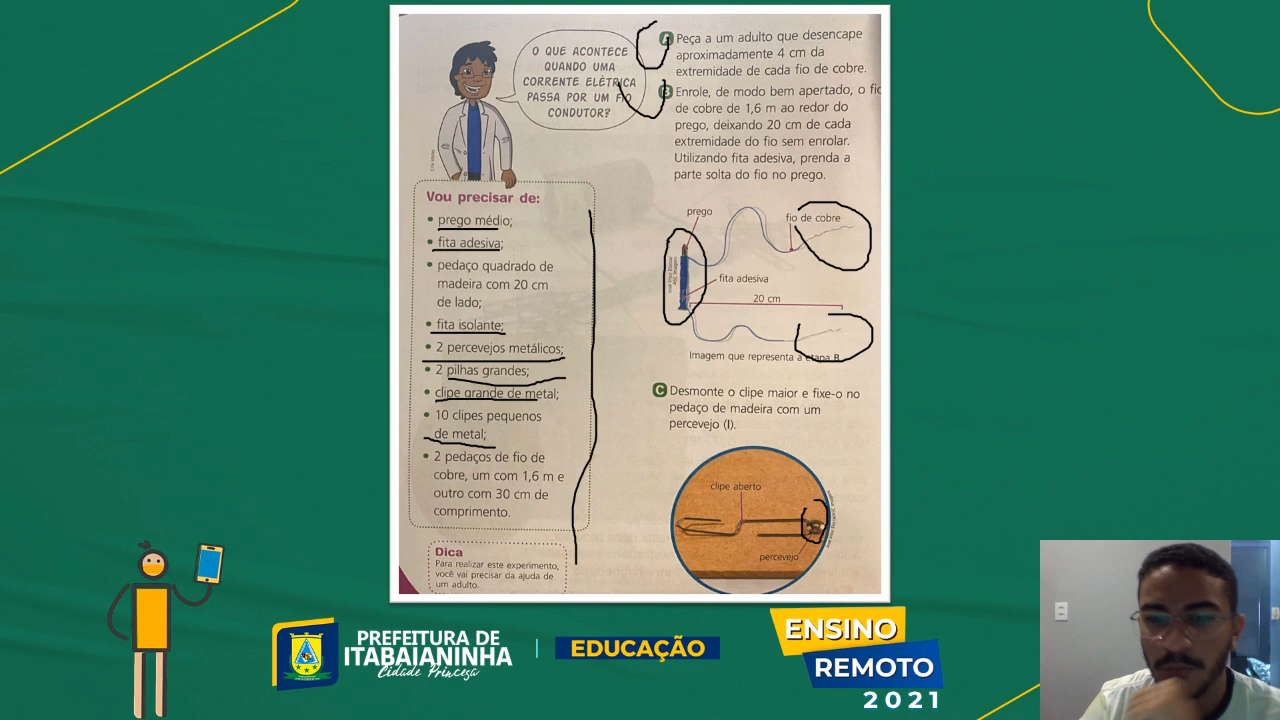 O QUE ACONTECE
QUANDO UMA
CORRENTE ELÉTRICA
PASSA POR UM FIO
CONDUTOR?
Vou precisar de:
• prego médio;
• fita adesiva;
• pedaço quadrado de
madeira com 20 cm
de lado;
• fita isolante;
• 2 percevejos metálicos;
• 2 pilhas grandes;
• clipe grande de metal;
• 10 clipes pequenos
de metal;
• 2 pedaços de fio de
cobre, um com 1,6 m e
outro com 30 cm de
comprimento.
Dica
Para realizar este experimento,
você vai precisar da ajuda de
um adulto.
A Peça a um adulto que desencape
aproximadamente 4 cm da
extremidade de cada fio de cobre.
B Enrole, de modo bem apertado, o fio
de cobre de 1,6 m ao redor do
prego, deixando 20 cm de cada
extremidade do fio sem enrolar.
Utilizando fita adesiva, prenda a
parte solta do fio no prego.
prego
fio de cobre
fita adesiva
20 cm
Imagem que representa a etapa B.
C Desmonte o clipe maior e fixe-o no
pedaço de madeira com um
percevejo (I).
clipe aberto
percevejo
PREFEITURA DE
ITABAIANINHA
Cidade Princesa
EDUCAÇÃO
ENSINO
REMOTO
2021